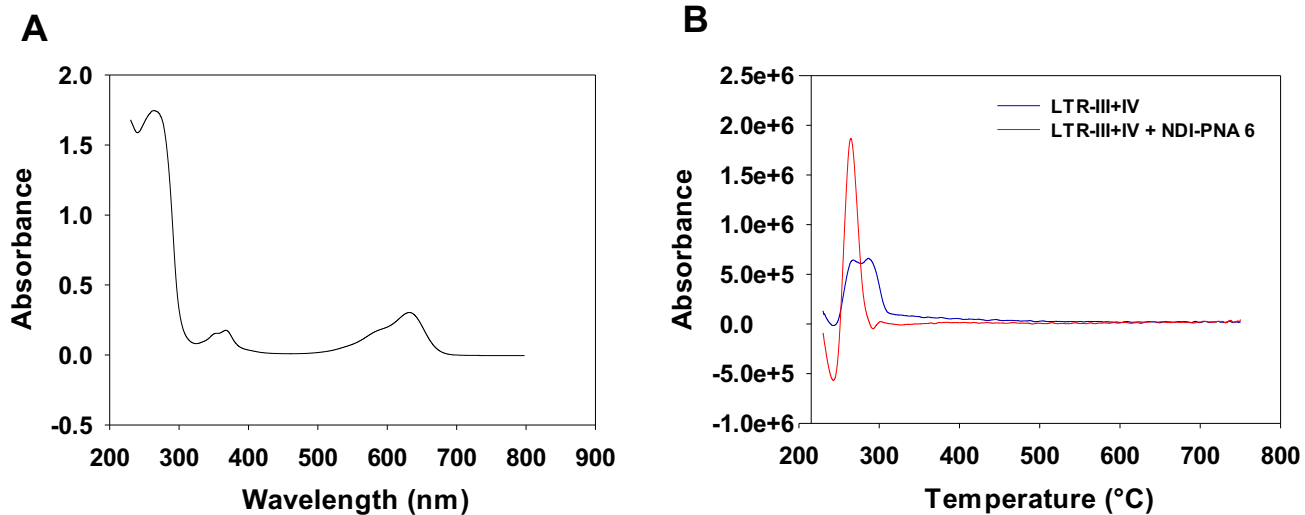 A
2.0
1.5
1.0
0.5
0.0
-0.5
200 300 400 500 600 700 800 900
Absorbance
Wavelength (nm)
B
2.5e+6
2.0e+6
1.5e+6
1.0e+6
5.0e+5
0.0
-5.0e+5
-1.0e+6
200 300 400 500 600 700 800
Absorbance
Temperature (°C)
LTR-III+IV
LTR-III+IV + NDI-PNA 6